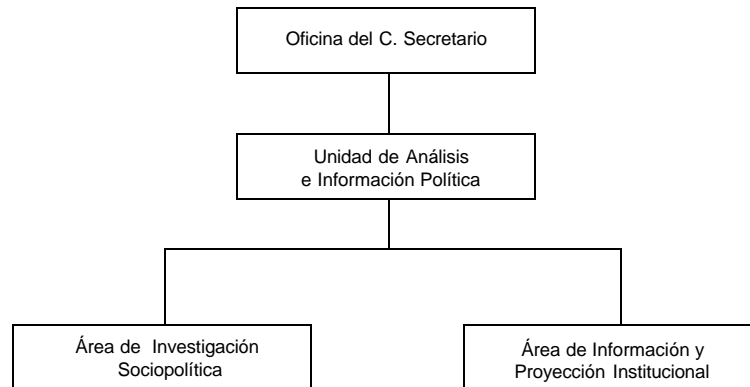 Oficina del C. Secretario
Unidad de Análisis
e Información Política
Área de Investigación
Sociopolítica
Área de Información y
Proyección Institucional